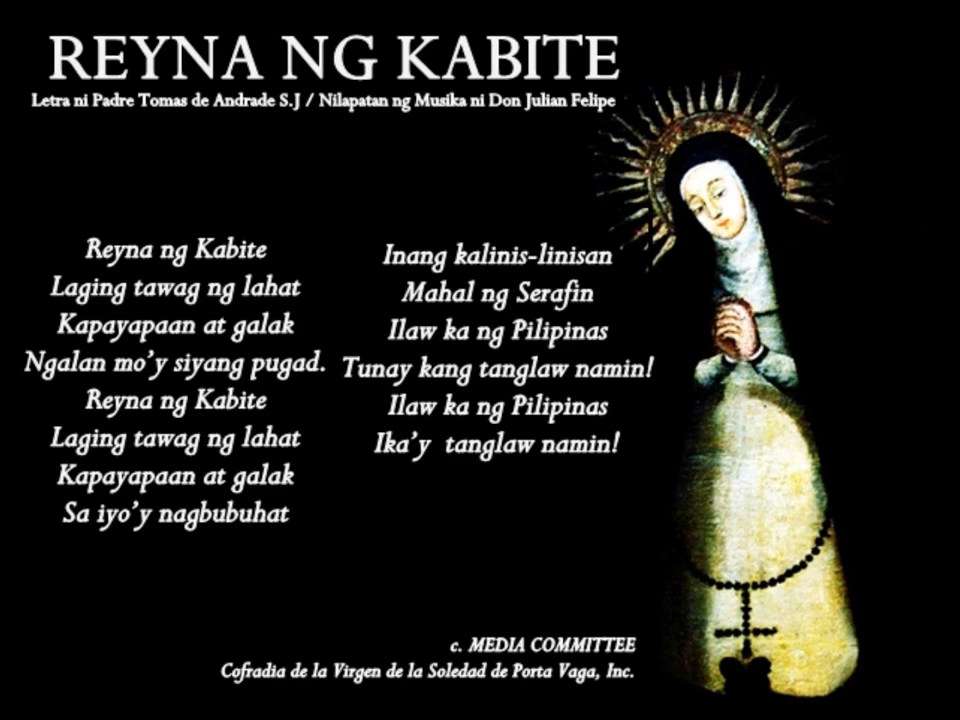 REYNA NG KABITE
Letra ni Padre Tomas de Andrade S.J / Nilapatan ng Musika ni Don Julian Felipe
Reyna ng Kabite
Laging tawag ng lahat
Kapayapaan at galak
Ngalan mo’y siyang pugad.
Reyna ng Kabite
Laging tawag ng lahat
Kapayapaan at galak
Sa iyo’y nagbubuhat
Inang kalinis-linisan
Mahal ng Serafin
Ilaw ka ng Pilipinas
Tunay kang tanglaw namin!
Ilaw ka ng Pilipinas
Ika’y tanglaw namin!
c. MEDIA COMMITTEE
Cofradia de la Virgen de la Soledad de Porta Vaga, Inc.